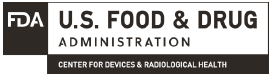 FDA
U.S. FOOD & DRUG
ADMINISTRATION
CENTER FOR DEVICES & RADIOLOGICAL HEALTH